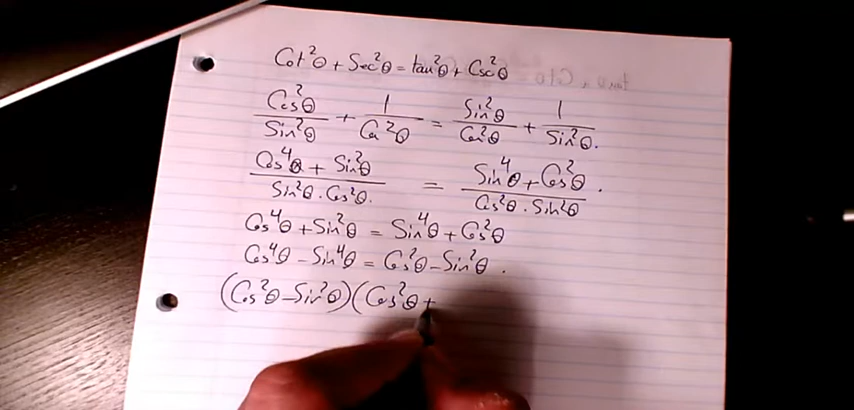 Cot²θ + Sec²θ = tan²θ + Csc²θ
Cos²θ/Sin²θ + 1/Cos²θ = Sin²θ/Cos²θ + 1/Sin²θ.
Cos⁴θ + Sin²θ/Sin²θ · Cos²θ. = Sin⁴θ + Cos²θ/Cos²θ · Sin²θ.
Cos⁴θ + Sin²θ = Sin⁴θ + Cos²θ
Cos⁴θ - Sin⁴θ = Cos²θ - Sin²θ.
(Cos²θ - Sin²θ)(Cos²θ +